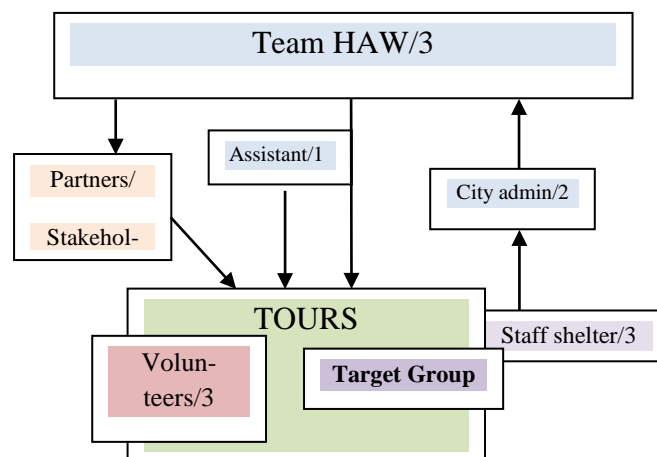 Team HAW/3
Assistant/1
Partners/
Stakehol-
City admin/2
TOURS
Staff shelter/3
Volun-
teers/3
Target Group